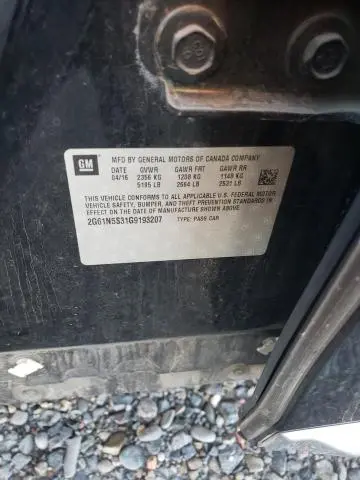 GM
MFD BY GENERAL MOTORS OF CANADA COMPANY
DATE GVWR GAWR FRT GAWR RR
04/16 2356 KG 1208 KG 1148 KG
5195 LB 2664 LB 2531 LB
THIS VEHICLE CONFORMS TO ALL APPLICABLE U.S. FEDERAL MOTOR
VEHICLE SAFETY, BUMPER, AND THEFT PREVENTION STANDARDS IN
EFFECT ON THE DATE OF MANUFACTURE SHOWN ABOVE.
2G61N5S31G9193207 TYPE: PASS CAR